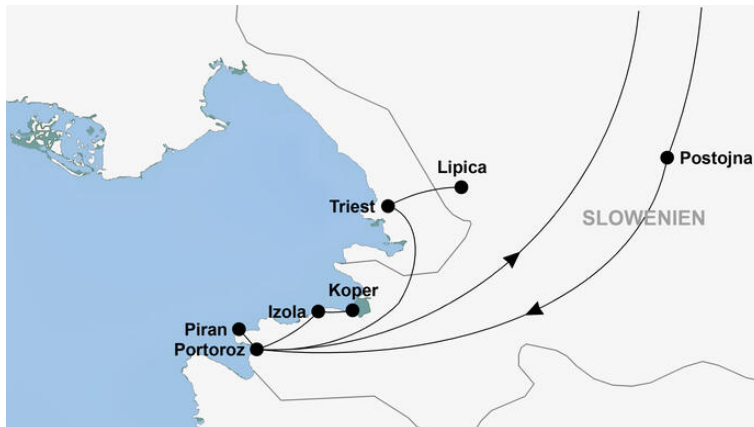 Postojna
Lipica
Triest
SLOWENIEN
Koper
Izola
Piran
Portoroz